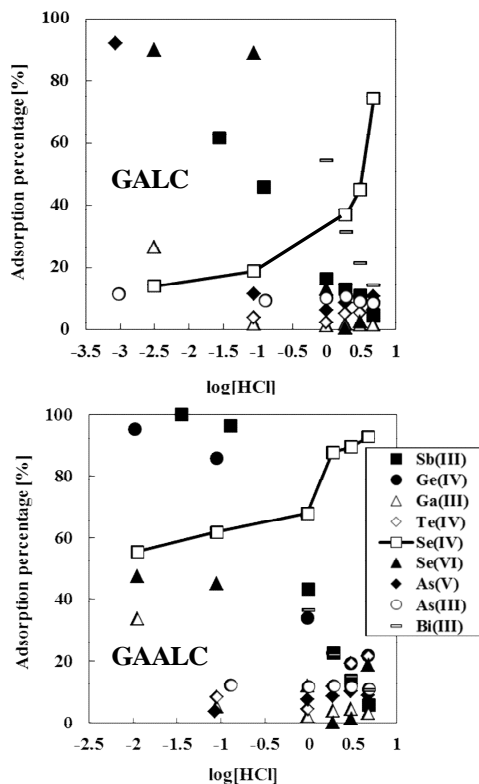 100
80
60
40
20
0
Adsorption percentage [%]
GALC
-3.5 -3 -2.5 -2 -1.5 -1 -0.5 0 0.5 1
log[HCl]
100
80
60
40
20
0
Adsorption percentage [%]
GAALC
-2.5 -2 -1.5 -1 -0.5 0 0.5 1
log[HCl]
Sb(III)
Ge(IV)
Ga(III)
Te(IV)
Se(IV)
Se(VI)
As(V)
As(III)
Bi(III)